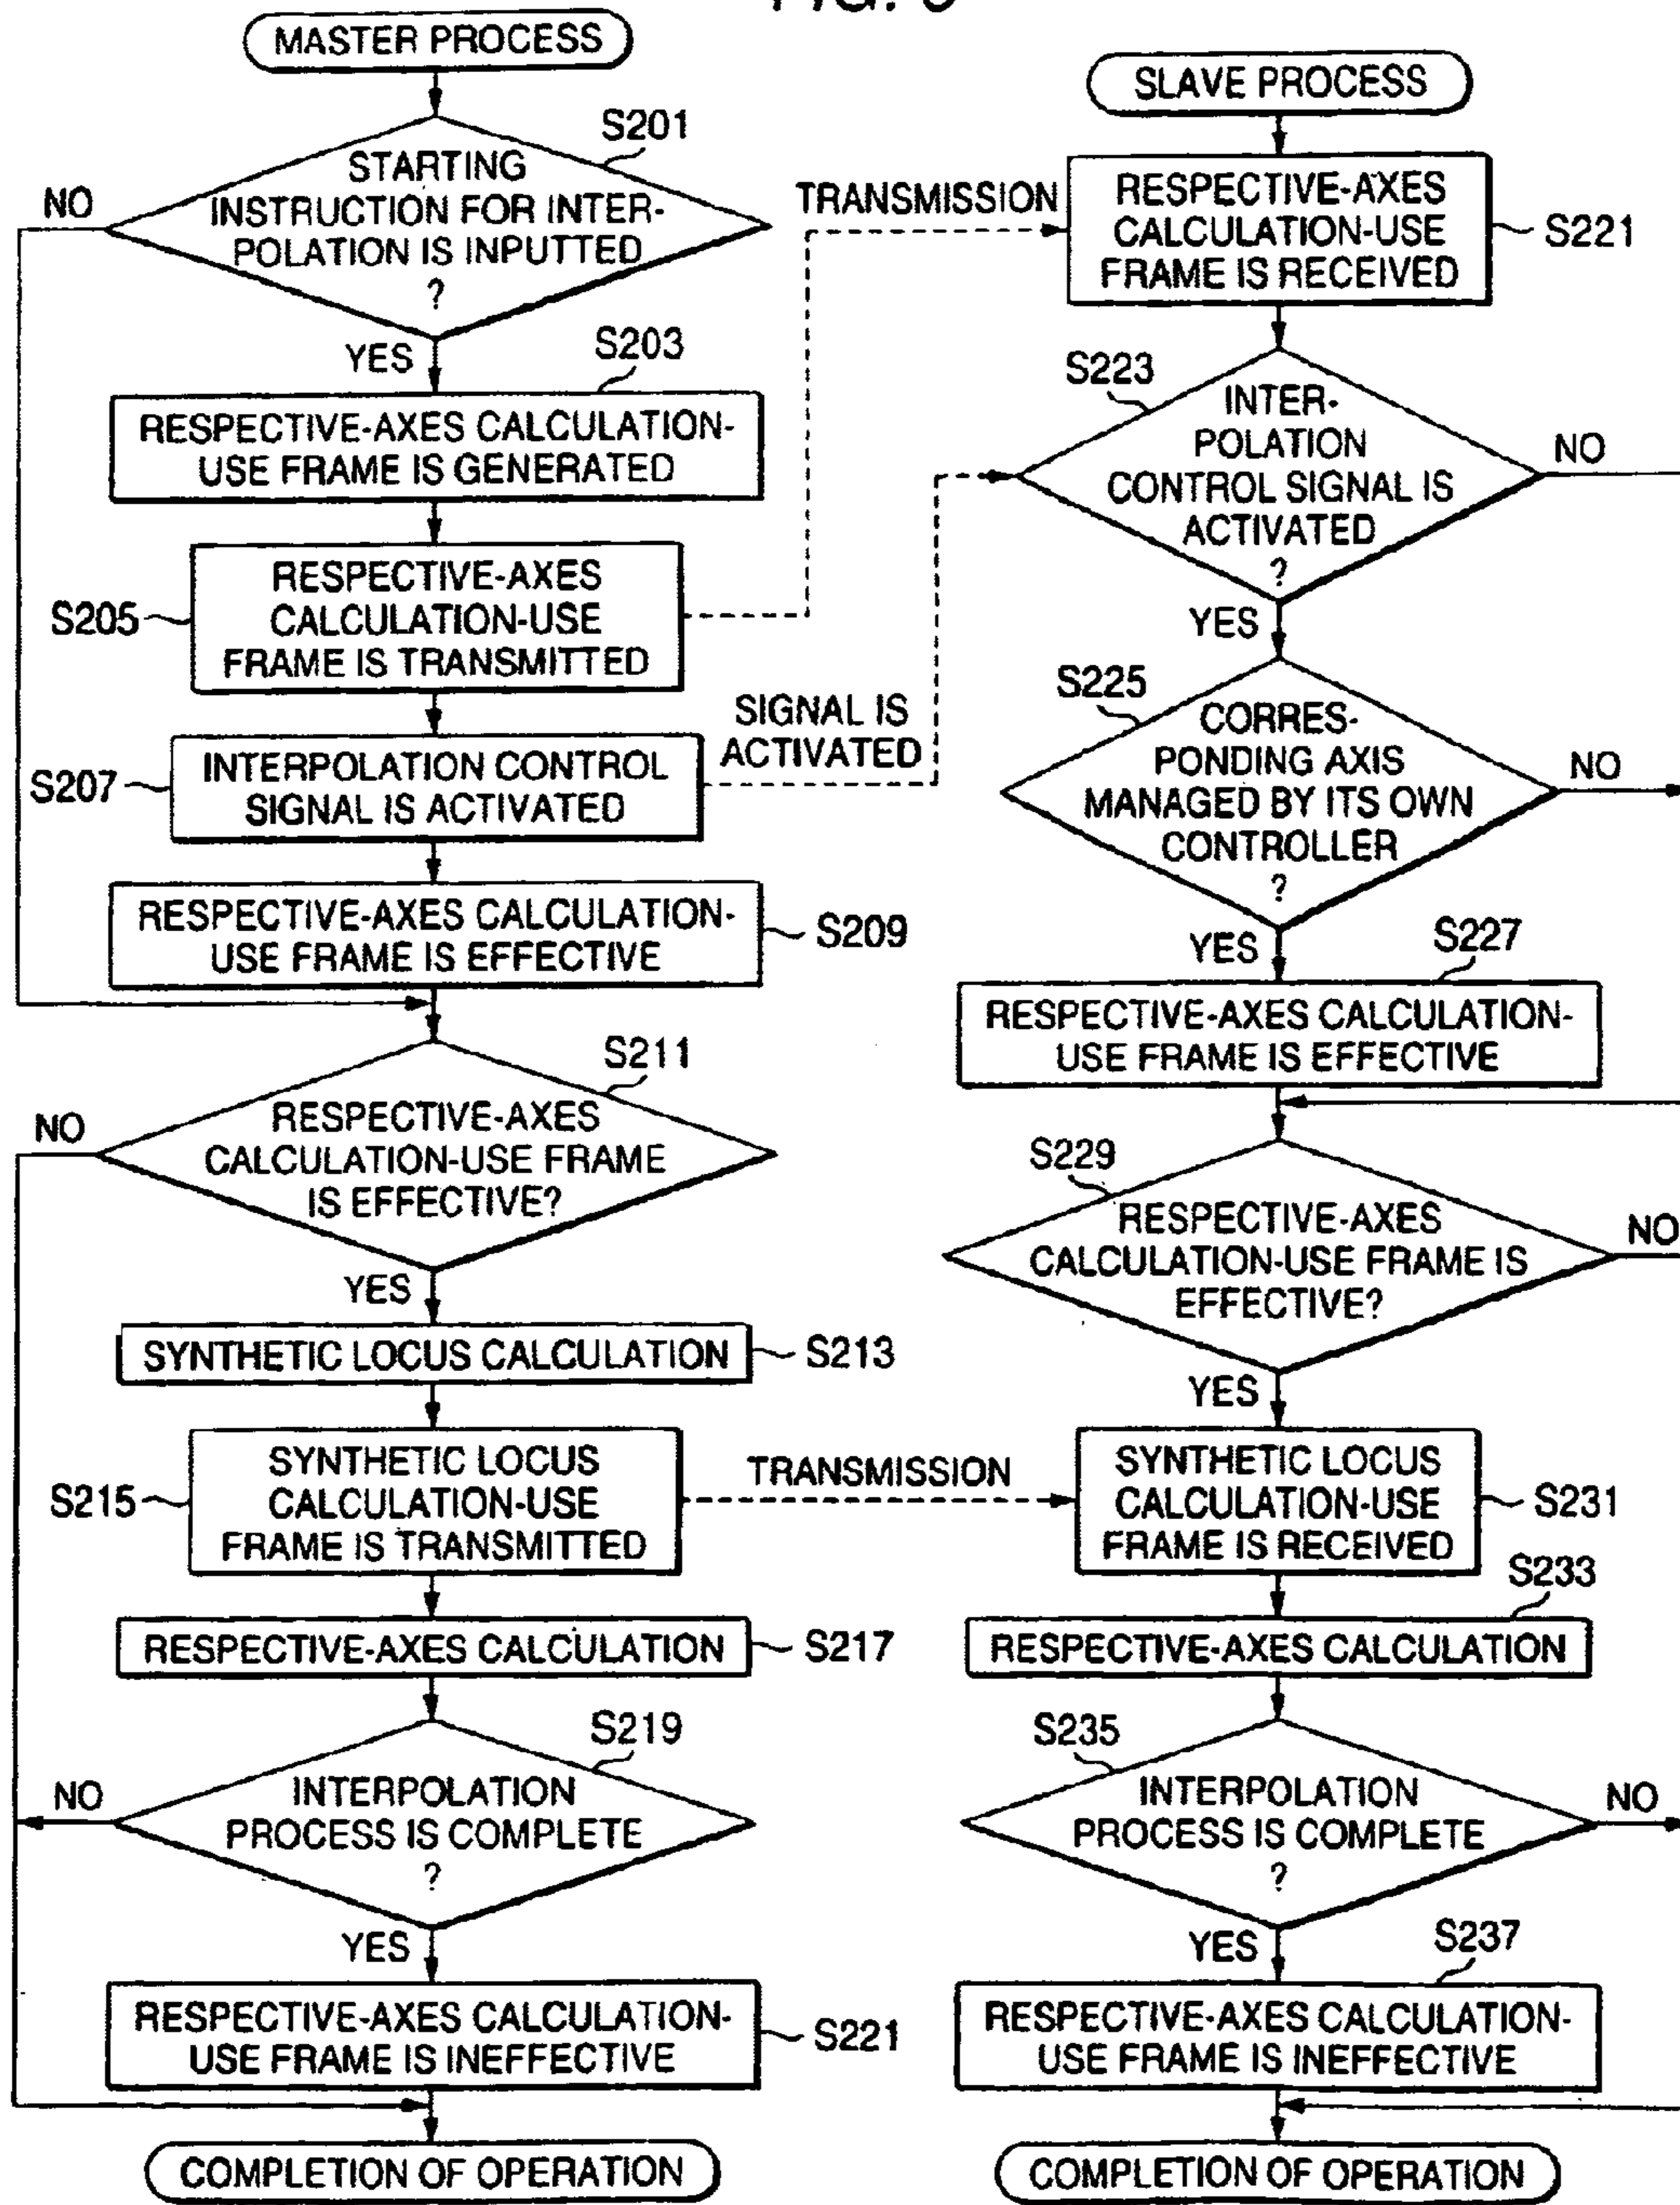 MASTER PROCESS
S201
STARTING
INSTRUCTION FOR INTER-
POLATION IS INPUTTED
?
NO
YES
S203
RESPECTIVE-AXES CALCULATION-
USE FRAME IS GENERATED
S205
RESPECTIVE-AXES
CALCULATION-USE
FRAME IS TRANSMITTED
TRANSMISSION
S207
INTERPOLATION CONTROL
SIGNAL IS ACTIVATED
SIGNAL IS
ACTIVATED
RESPECTIVE-AXES CALCULATION-
USE FRAME IS EFFECTIVE
S209
S211
RESPECTIVE-AXES
CALCULATION-USE FRAME
IS EFFECTIVE?
NO
YES
SYNTHETIC LOCUS CALCULATION
S213
S215
SYNTHETIC LOCUS
CALCULATION-USE
FRAME IS TRANSMITTED
TRANSMISSION
RESPECTIVE-AXES CALCULATION
S217
S219
INTERPOLATION
PROCESS IS COMPLETE
?
NO
YES
RESPECTIVE-AXES CALCULATION-
USE FRAME IS INEFFECTIVE
S221
COMPLETION OF OPERATION
SLAVE PROCESS
RESPECTIVE-AXES
CALCULATION-USE
FRAME IS RECEIVED
S221
S223
INTER-
POLATION
CONTROL SIGNAL IS
ACTIVATED
?
NO
YES
S225
CORRES-
PONDING AXIS
MANAGED BY ITS OWN
CONTROLLER
?
NO
YES
S227
RESPECTIVE-AXES CALCULATION-
USE FRAME IS EFFECTIVE
S229
RESPECTIVE-AXES
CALCULATION-USE FRAME IS
EFFECTIVE?
NO
YES
SYNTHETIC LOCUS
CALCULATION-USE
FRAME IS RECEIVED
S231
S233
RESPECTIVE-AXES CALCULATION
S235
INTERPOLATION
PROCESS IS COMPLETE
?
NO
YES
S237
RESPECTIVE-AXES CALCULATION-
USE FRAME IS INEFFECTIVE
COMPLETION OF OPERATION